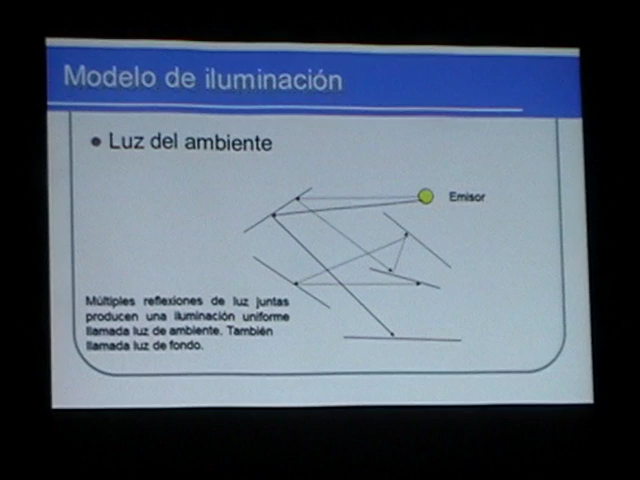 Modelo de iluminación
Luz del ambiente
Emisor
Múltiples reflexiones de luz juntas
producen una iluminación uniforme
llamada luz de ambiente. También
llamada luz de fondo.